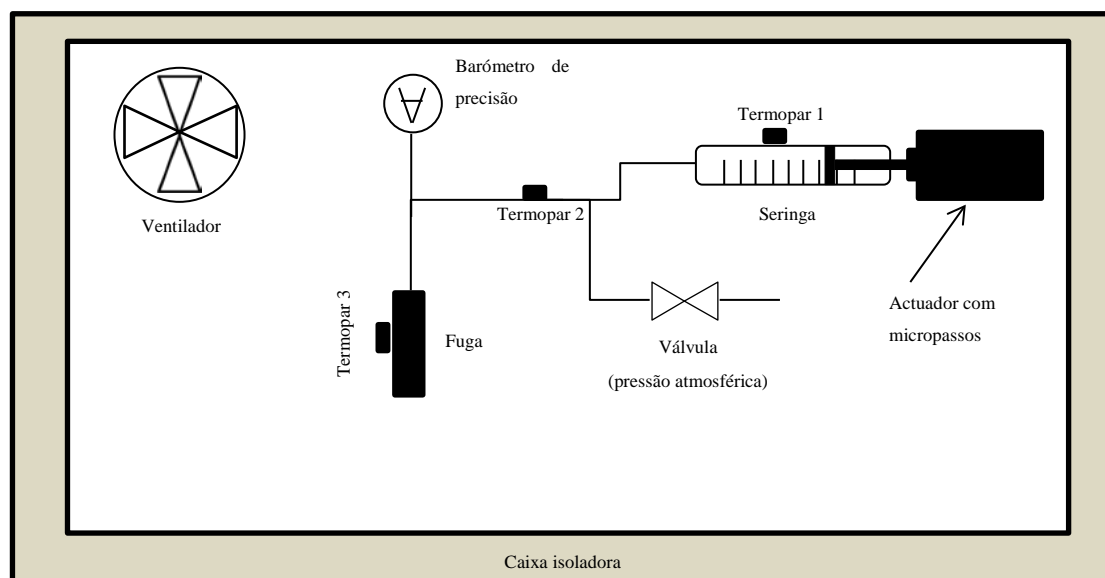 Barómetro de
precisão
Termopar 1
Ventilador
Termopar 2
Seringa
Termopar 3
Fuga
Válvula
(pressão atmosférica)
Actuador com
micropassos
Caixa isoladora